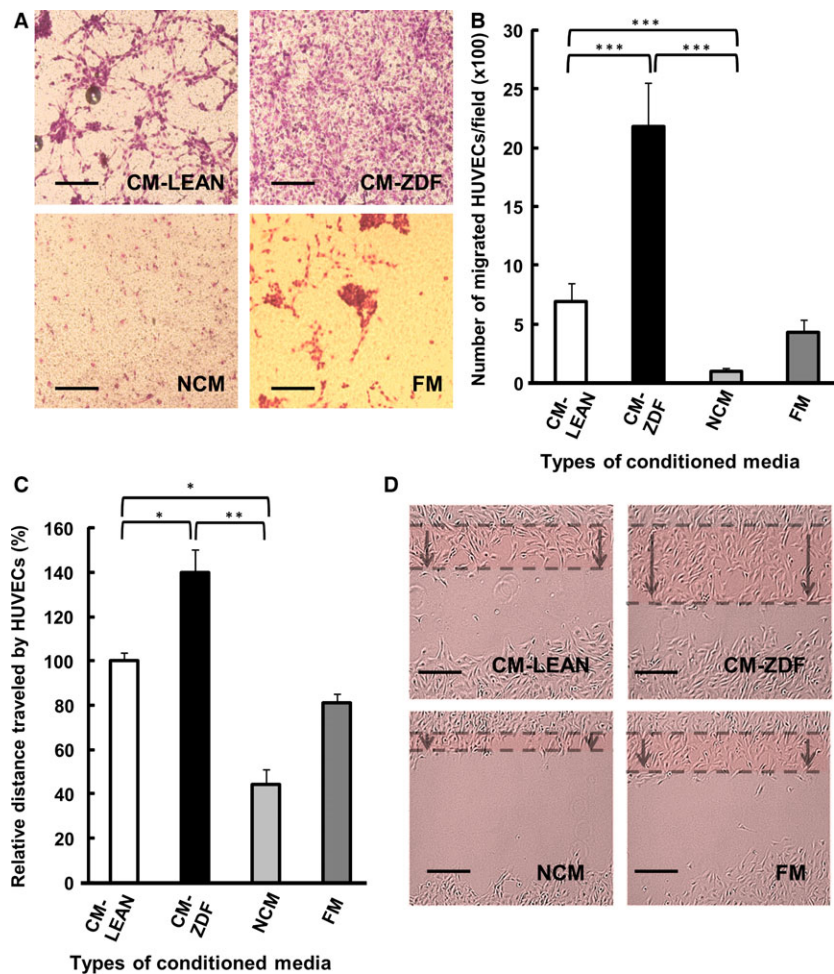 A
CM-LEAN
CM-ZDF
NCM
FM
B
Number of migrated HUVECs/field (x100)
30
25
20
15
10
5
0
***
***
***
CM-
LEAN
CM-
ZDF
NCM
FM
Types of conditioned media
C
Relative distance traveled by HUVECs (%)
160
140
120
100
80
60
40
20
0
*
*
**
CM-
LEAN
CM-
ZDF
NCM
FM
Types of conditioned media
D
CM-LEAN
CM-ZDF
NCM
FM